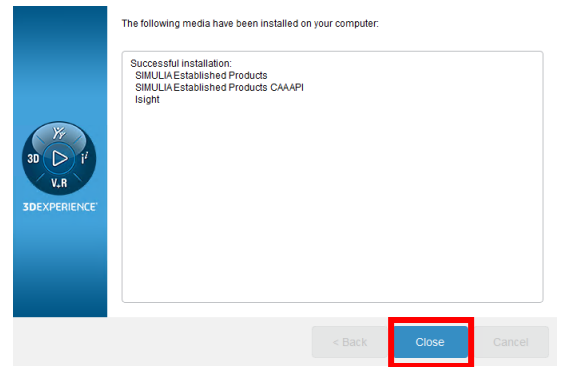 The following media have been installed on your computer:
Successful installation:
SIMULIA Established Products
SIMULIA Established Products CAAAPI
Isight
3D
i²
V+R
3DEXPERIENCE
< Back
Close
Cancel